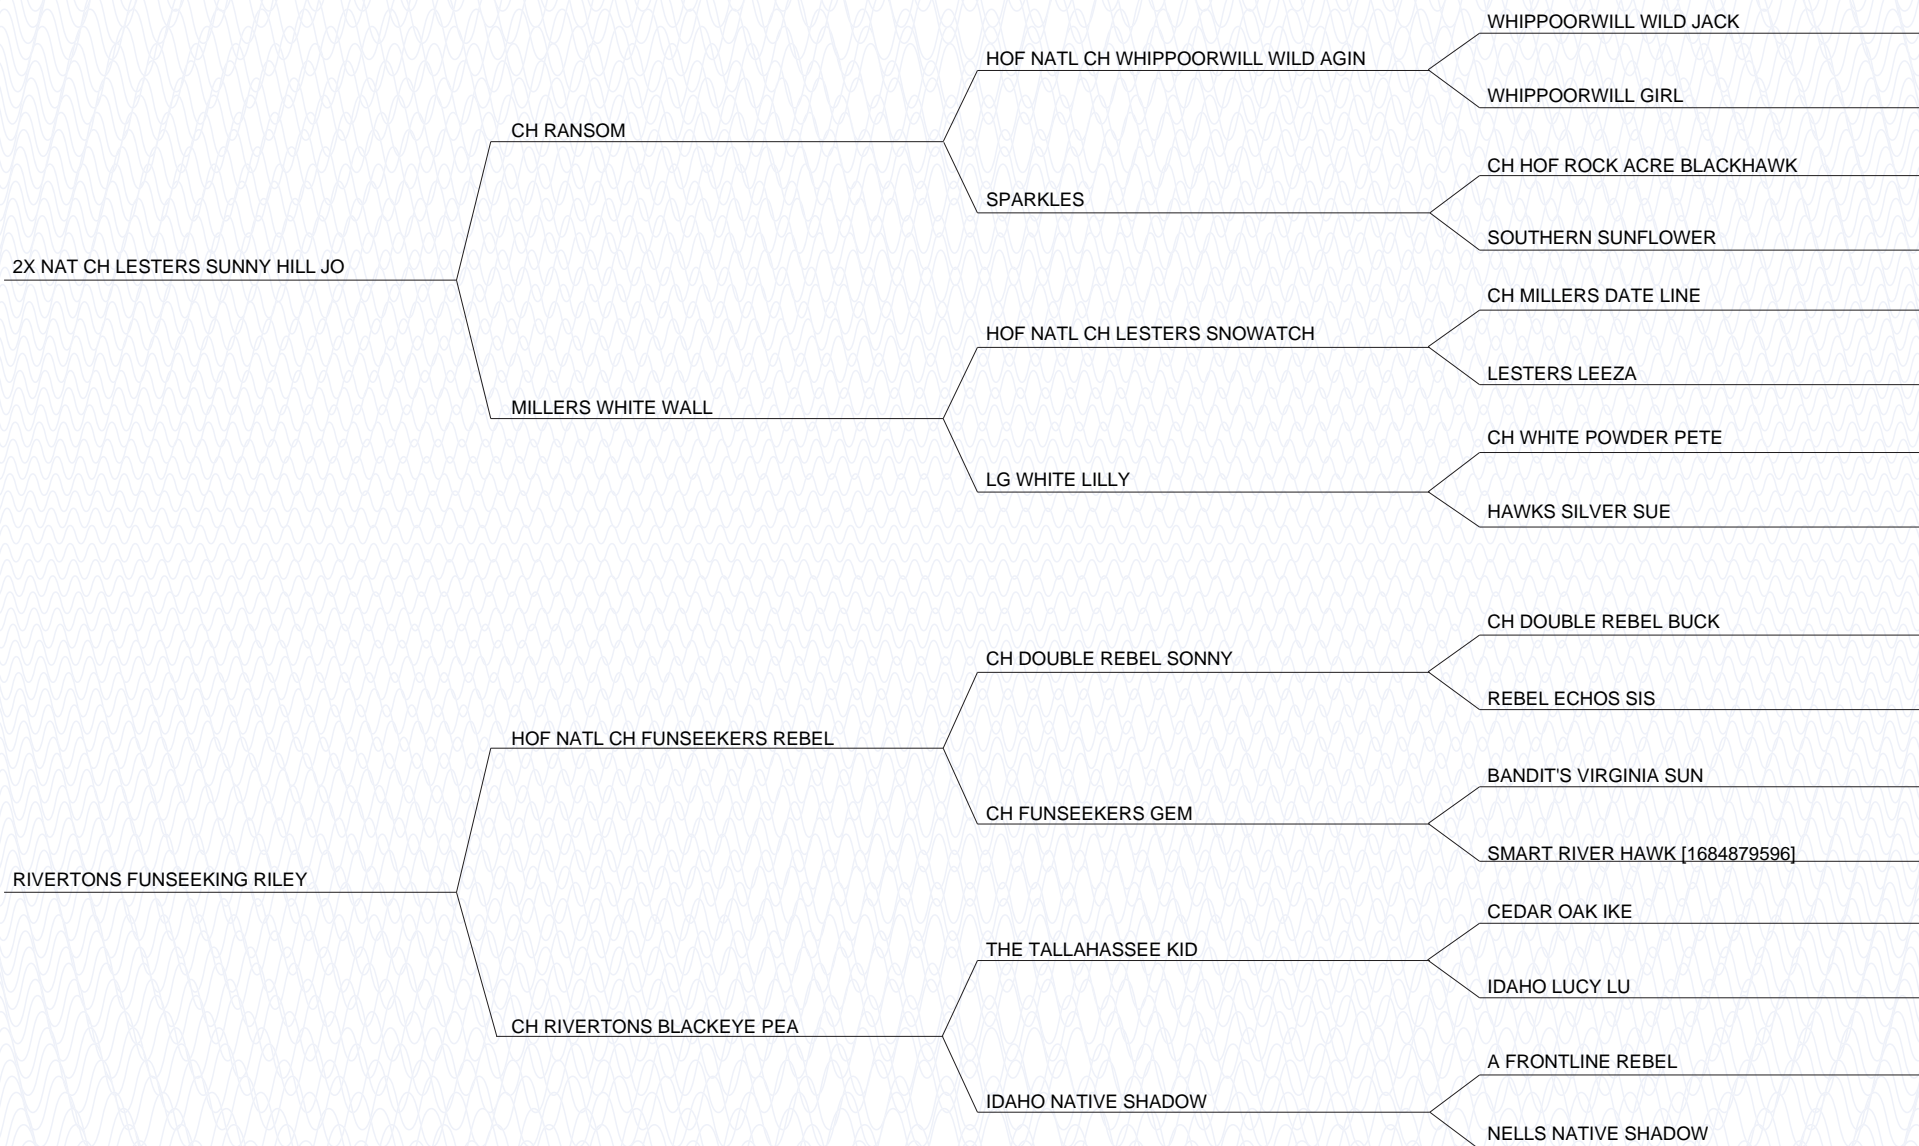 WHIPPOORWILL WILD JACK
HOF NATL CH WHIPPOORWILL WILD AGIN
WHIPPOORWILL GIRL
CH RANSOM
CH HOF ROCK ACRE BLACKHAWK
SPARKLES
SOUTHERN SUNFLOWER
2X NAT CH LESTERS SUNNY HILL JO
CH MILLERS DATE LINE
HOF NATL CH LESTERS SNOWATCH
LESTERS LEEZA
MILLERS WHITE WALL
CH WHITE POWDER PETE
LG WHITE LILLY
HAWKS SILVER SUE
CH DOUBLE REBEL BUCK
CH DOUBLE REBEL SONNY
REBEL ECHOS SIS
HOF NATL CH FUNSEEKERS REBEL
BANDIT'S VIRGINIA SUN
CH FUNSEEKERS GEM
SMART RIVER HAWK [1684879596]
RIVERTONS FUNSEEKING RILEY
CEDAR OAK IKE
THE TALLAHASSEE KID
IDAHO LUCY LU
CH RIVERTONS BLACKEYE PEA
A FRONTLINE REBEL
IDAHO NATIVE SHADOW
NELLS NATIVE SHADOW